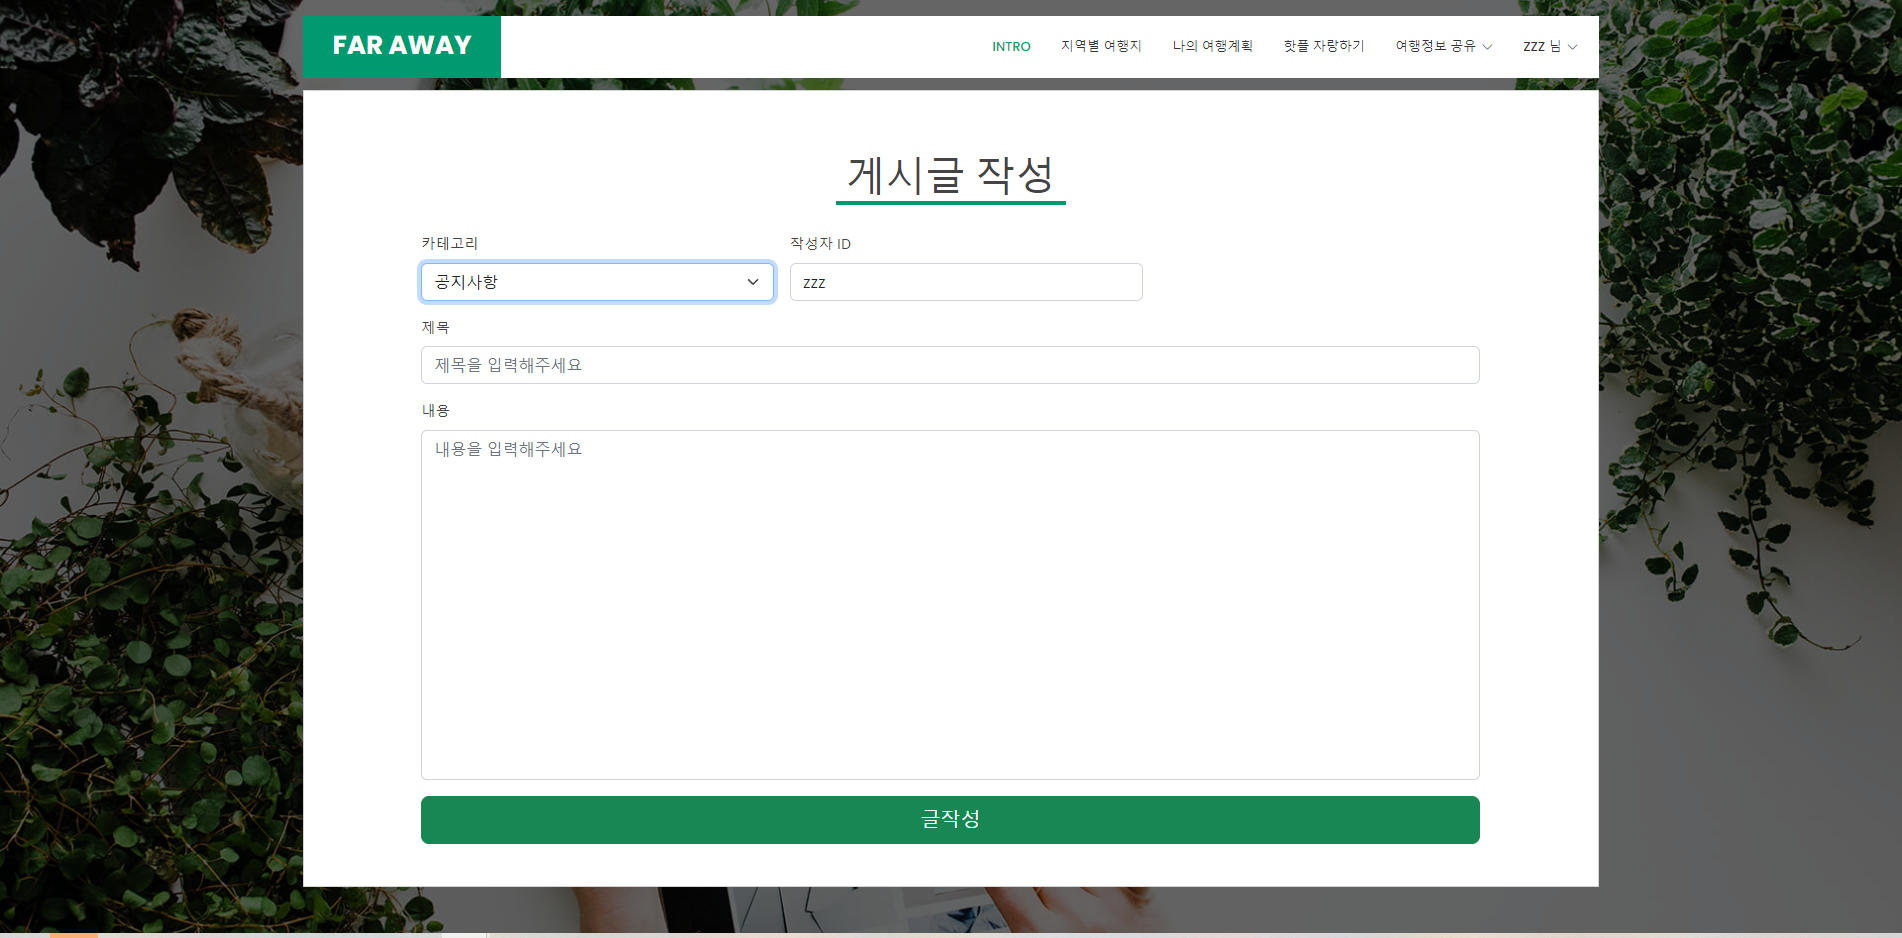 FAR AWAY
INTRO 지역별 여행지 나의 여행계획 핫플 자랑하기 여행정보 공유 zzz 님
게시글 작성
카테고리 작성자 ID
공지사항 zzz
제목
제목을 입력해주세요
내용
내용을 입력해주세요
글작성